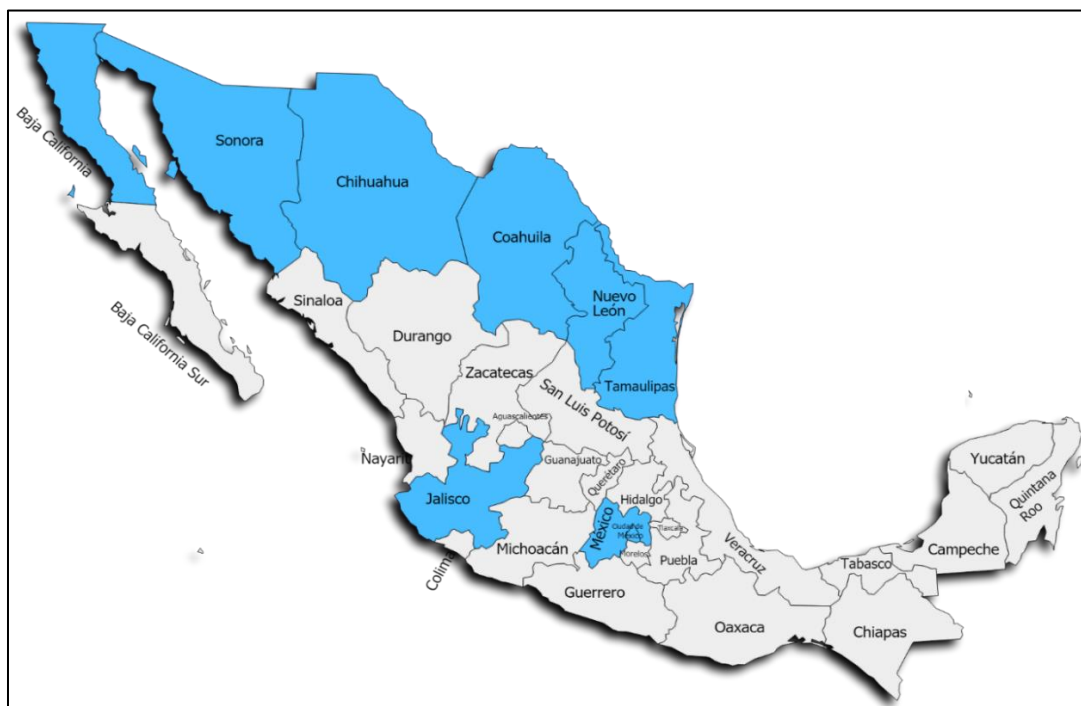 Baja California
Sonora
Chihuahua
Coahuila
Nuevo
León
Tamaulipas
Baja California Sur
Sinaloa
Durango
Zacatecas
San Luis Potosí
Aguascalientes
Nayarit
Jalisco
Guanajuato
Querétaro
Hidalgo
Mexico
Ciudad de
México
Tlaxcala
Morelos
Puebla
Veracruz
Colima
Michoacán
Guerrero
Oaxaca
Tabasco
Chiapas
Campeche
Yucatán
Quintana
Roo